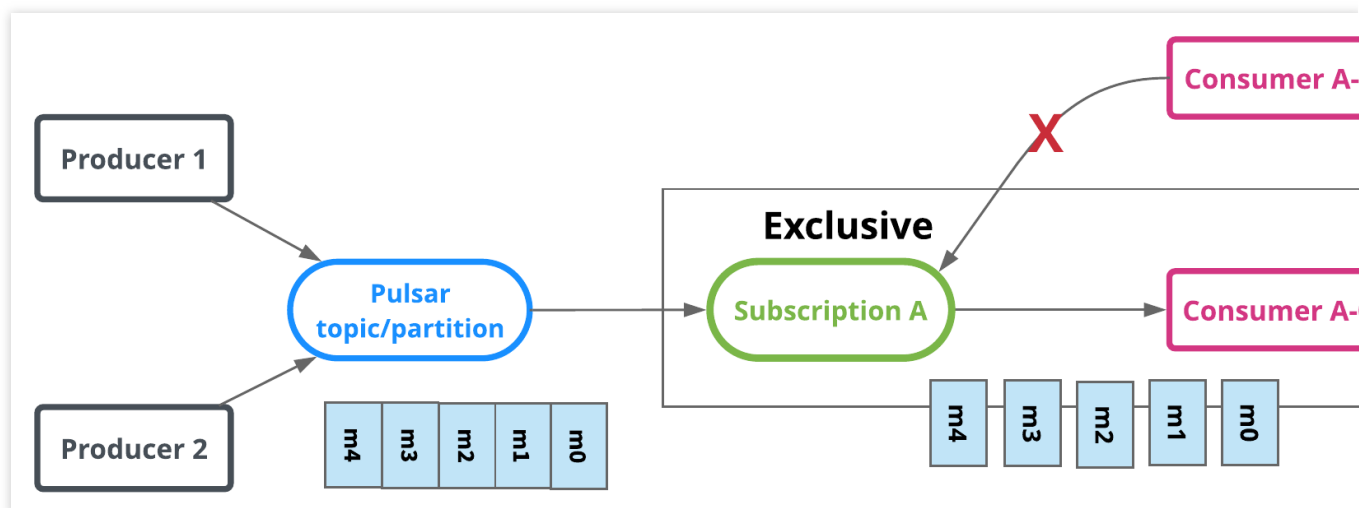 Consumer A-
Producer 1
X
Exclusive
Pulsar
topic/partition
Subscription A
Consumer A-
Producer 2
m4 m3 m2 m1 m0
m4 m3 m2 m1 m0